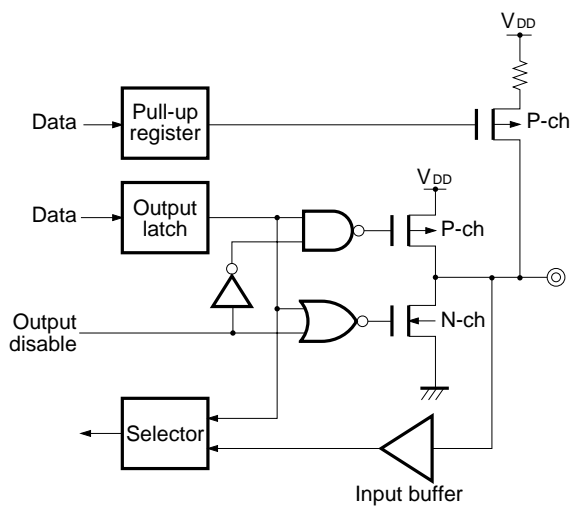 VDD
Data
Pull-up
register
P-ch
VDD
Data
Output
latch
P-ch
Output
disable
N-ch
Selector
Input buffer